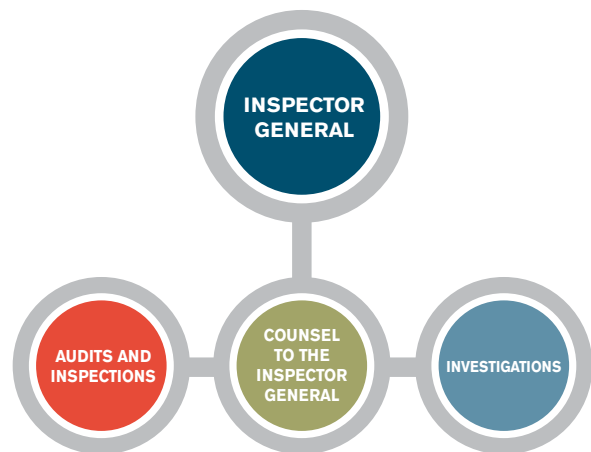 INSPECTOR
GENERAL
AUDITS AND
INSPECTIONS
COUNSEL
TO THE
INSPECTOR
GENERAL
INVESTIGATIONS